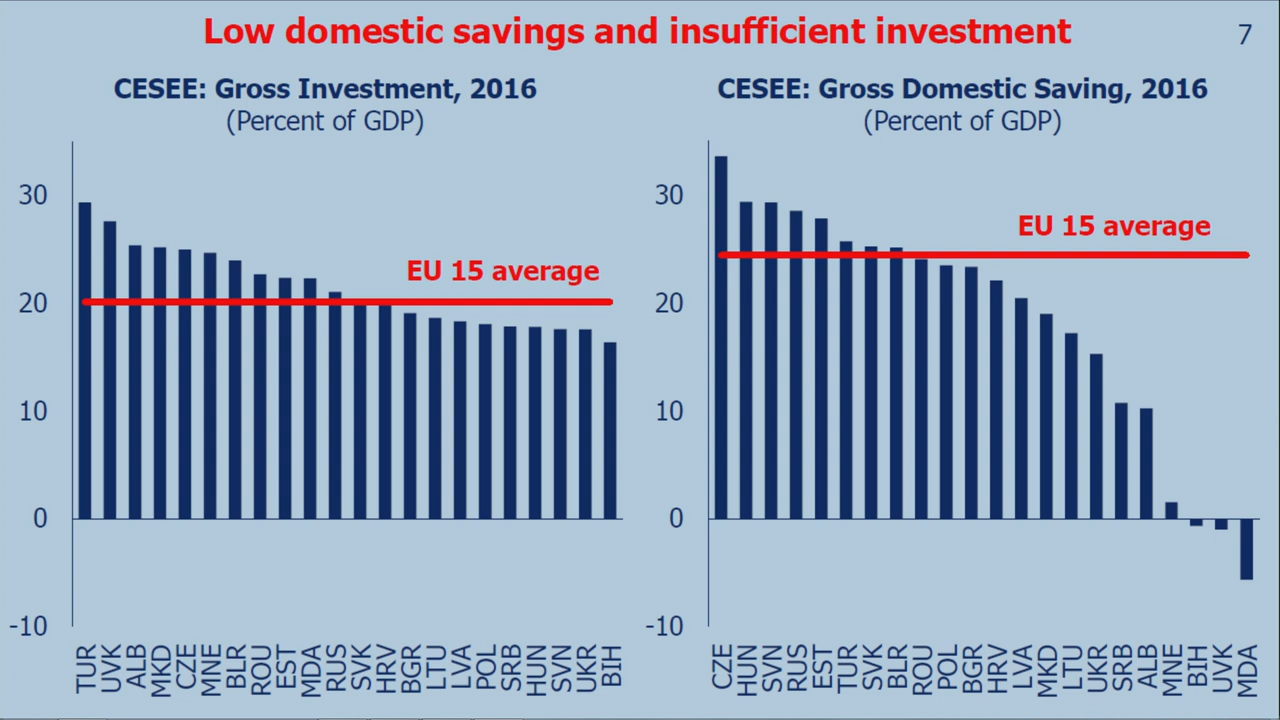 Low domestic savings and insufficient investment
7
CESEE: Gross Investment, 2016
(Percent of GDP)
30
20
10
0
-10
EU 15 average
TUR UVK ALB MKD CZE MNE BLR ROU EST MDA RUS SVK HRV BGR LTU LVA POL SRB HUN SVN UKR BIH
CESEE: Gross Domestic Saving, 2016
(Percent of GDP)
30
20
10
0
-10
EU 15 average
CZE HUN SVN RUS EST TUR SVK BLR ROU POL BGR HRV LVA MKD LTU UKR SRB ALB MNE BIH UVK MDA